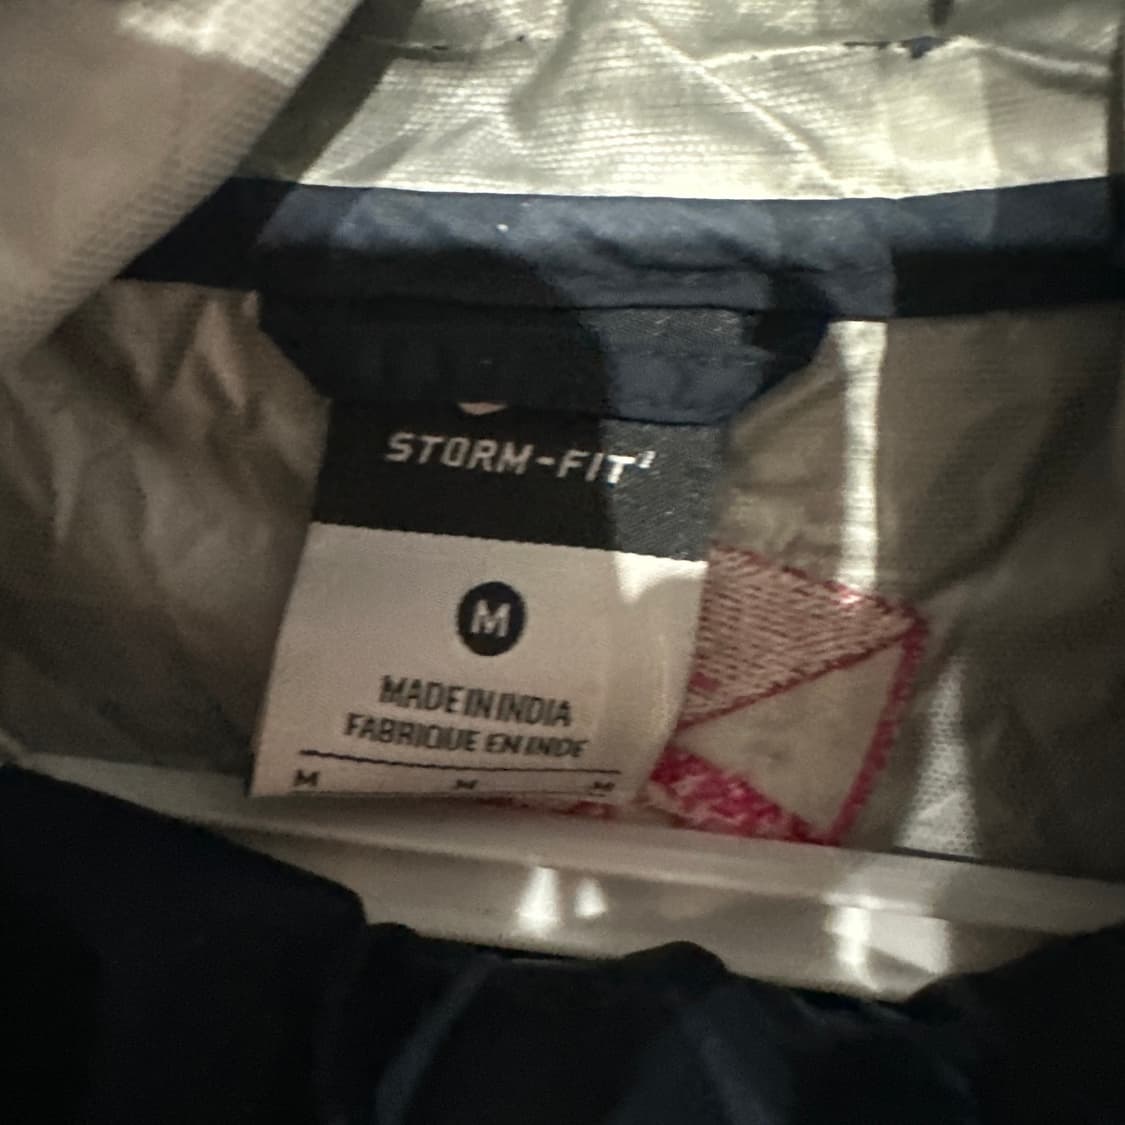 STORM-FIT
M
MADE IN INDIA
FABRIQUE EN INDE
M M M